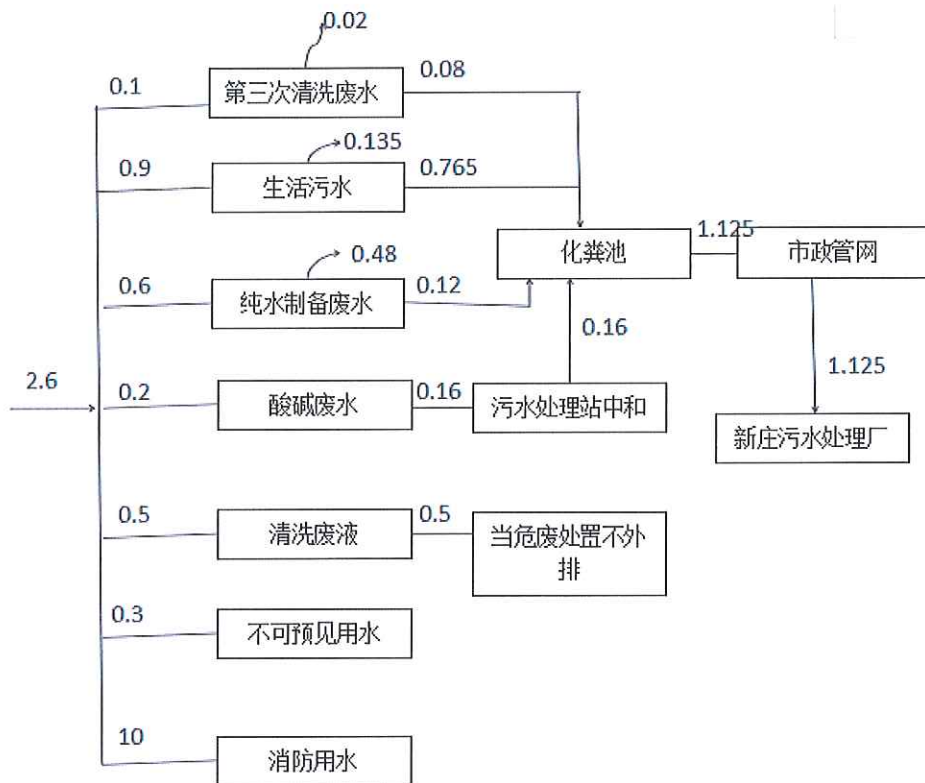 0.02
0.1
第三次清洗废水
0.08
0.135
0.9
生活污水
0.765
化粪池
1.125
市政管网
0.48
0.6
纯水制备废水
0.12
0.16
2.6
0.2
酸碱废水
0.16
污水处理站中和
1.125
新庄污水处理厂
0.5
清洗废液
0.5
当危废处置不外
排
0.3
不可预见用水
10
消防用水